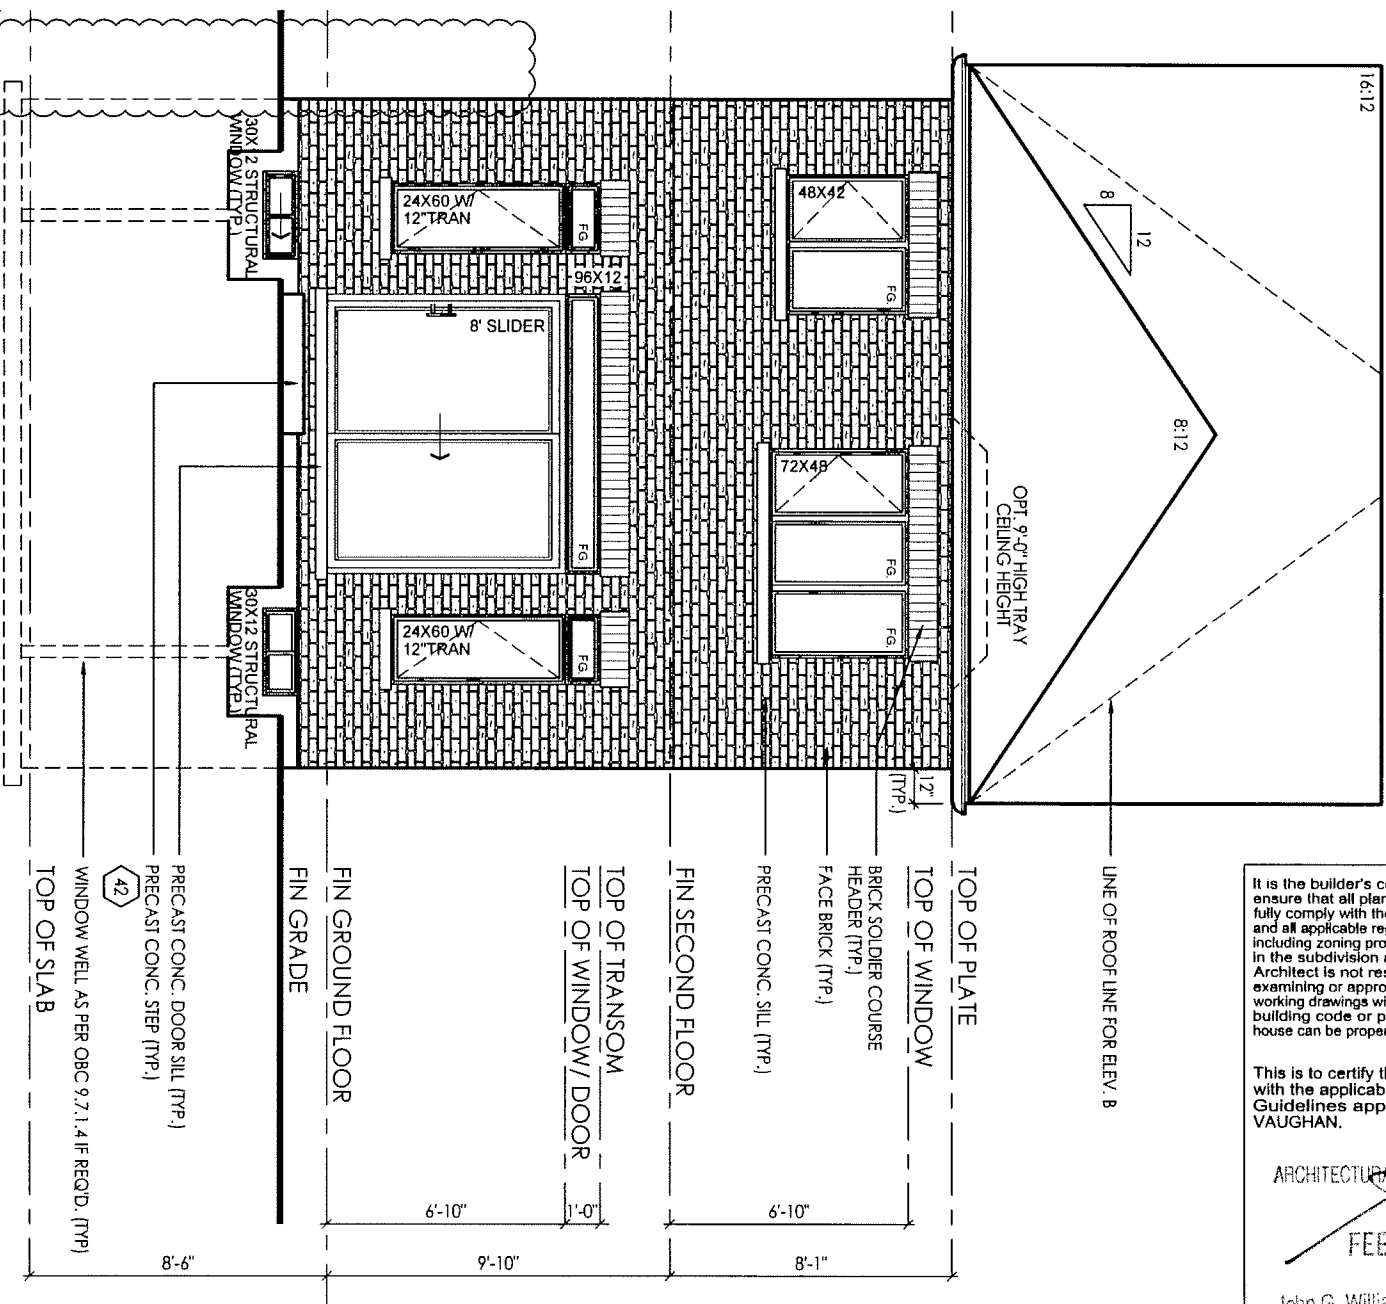 16:12
8
12
8:12
OPT. 9'-0" HIGH TRAY
CEILING HEIGHT
LINE OF ROOF LINE FOR ELEV. B
12"
(TYP.)
TOP OF PLATE
TOP OF WINDOW
BRICK SOLDIER COURSE
HEADER (TYP.)
FACE BRICK (TYP.)
PRECAST CONC. SILL (TYP.)
FIN SECOND FLOOR
TOP OF TRANSOM
TOP OF WINDOW/ DOOR
FIN GROUND FLOOR
FIN GRADE
PRECAST CONC. DOOR SILL (TYP.)
PRECAST CONC. STEP (TYP.)
42
WINDOW WELL AS PER OBC 9.7.1.4 IF REQ'D. (TYP)
TOP OF SLAB
48X42
FG.
72X48
FG.
FG.
24X60 W/
12"TRAN
FG.
96X12
8' SLIDER
FG.
24X60 W/
12"TRAN
FG.
30X12 STRUCTURAL
WINDOW (TYP.)
30X12 STRUCTURAL
WINDOW (TYP.)
6'-10"
1'-0"
6'-10"
8'-6"
9'-10"
8'-1"
It is the builder's
ensure that all
fully comply with
and all applicable
including zoning
in the subdivision
Architect is not
examining or
working drawings
building code or
house can be
This is to certify
with the
Guidelines
VAUGHAN.
John G.